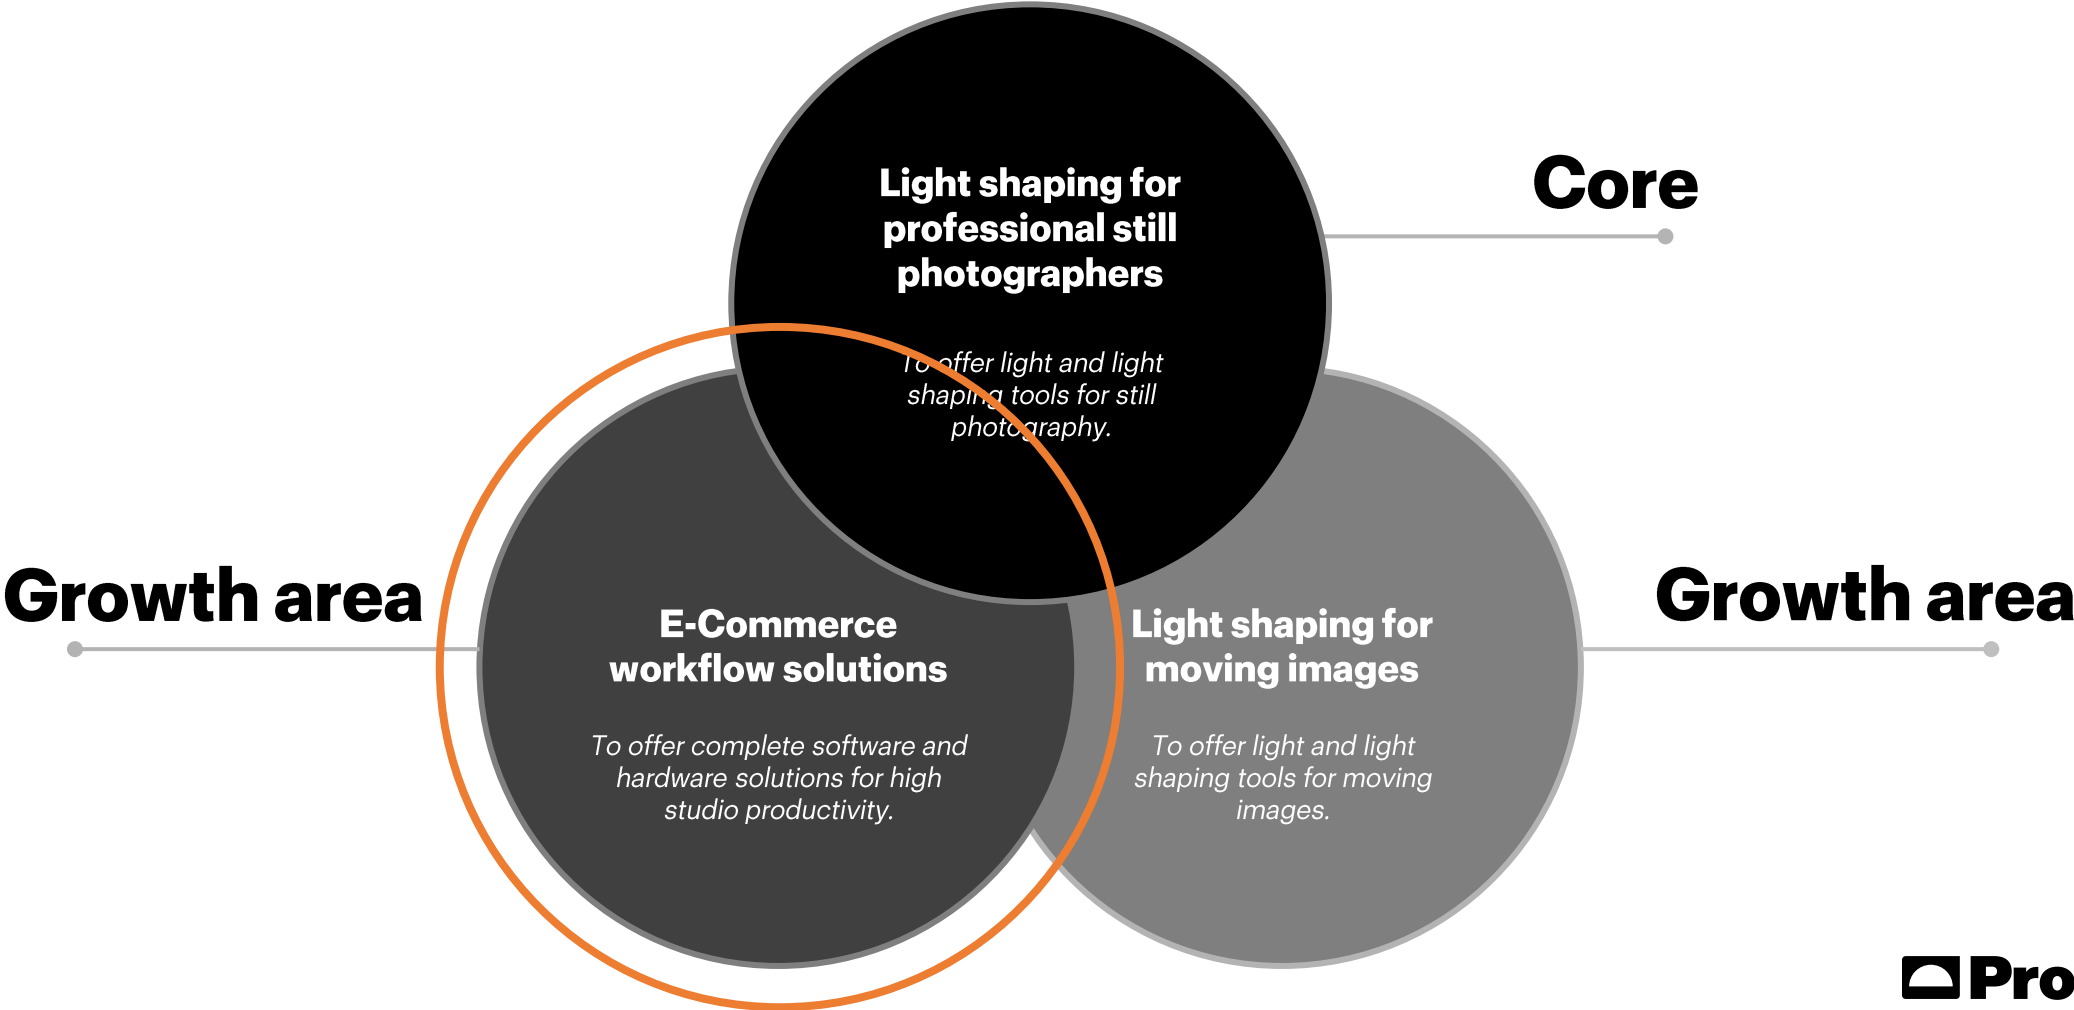 Light shaping for
professional still
photographers
To offer light and light
shaping tools for still
photography.
Core
Growth area
E-Commerce
workflow solutions
To offer complete software and
hardware solutions for high
studio productivity.
Light shaping for
moving images
To offer light and light
shaping tools for moving
images.
Growth area
Pro